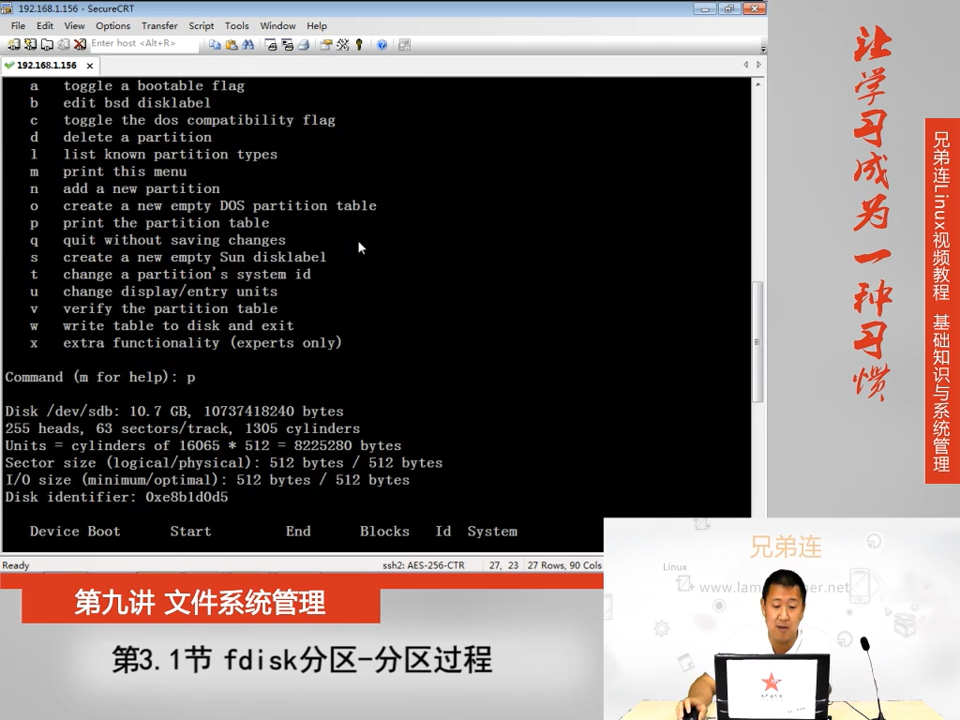 192.168.1.156 - SecureCRT
File Edit View Options Transfer Script Tools Window Help
Enter host <Alt+R>
192.168.1.156
a toggle a bootable flag
b edit bsd disklabel
c toggle the dos compatibility flag
d delete a partition
l list known partition types
m print this menu
n add a new partition
o create a new empty DOS partition table
p print the partition table
q quit without saving changes
s create a new empty Sun disklabel
t change a partition's system id
u change display/entry units
v verify the partition table
w write table to disk and exit
x extra functionality (experts only)
Command (m for help): p
Disk /dev/sdb: 10.7 GB, 10737418240 bytes
255 heads, 63 sectors/track, 1305 cylinders
Units = cylinders of 16065 * 512 = 8225280 bytes
Sector size (logical/physical): 512 bytes / 512 bytes
I/O size (minimum/optimal): 512 bytes / 512 bytes
Disk identifier: 0xe8b1d0d5
Device Boot Start End Blocks Id System
Ready ssh2: AES-256-CTR 27, 23 27 Rows, 90 Cols
让学习成为一种习惯
兄弟连Linux视频教程 基础知识与系统管理
兄弟连
Linux
第九讲 文件系统管理
第3.1节 fdisk分区-分区过程